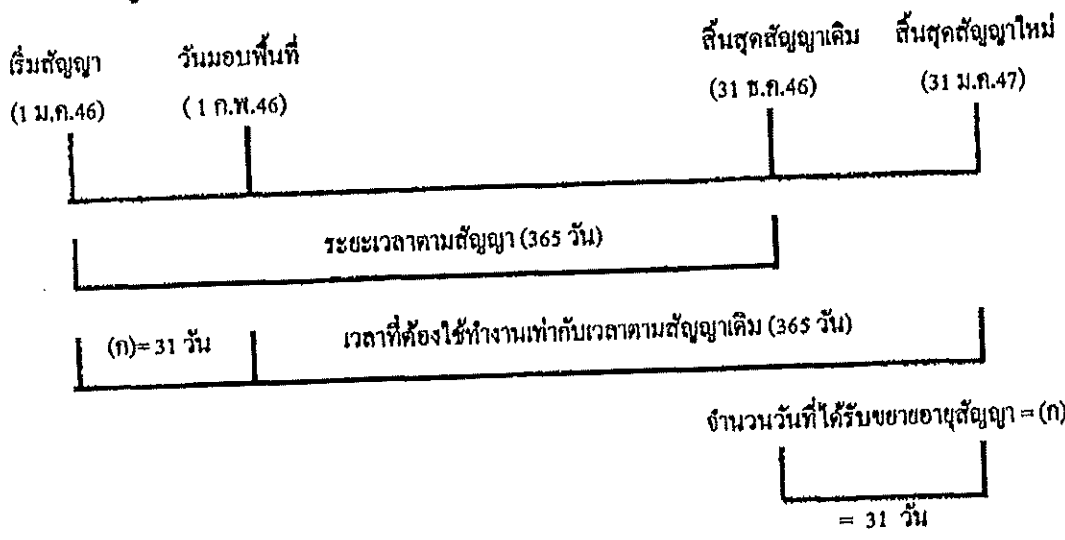 เริ่มสัญญา วันมอบพื้นที่ สิ้นสุดสัญญาเดิม สิ้นสุดสัญญาใหม่
(1 ม.ค.46) ( 1 ก.พ.46) (31 ธ.ค.46) (31 ม.ค.47)
ระยะเวลาตามสัญญา (365 วัน)
(ก)= 31 วัน เวลาที่ต้องใช้ทำงานเท่ากับเวลาตามสัญญาเดิม (365 วัน)
จำนวนวันที่ได้รับขยายอายุสัญญา = (ก)
= 31 วัน